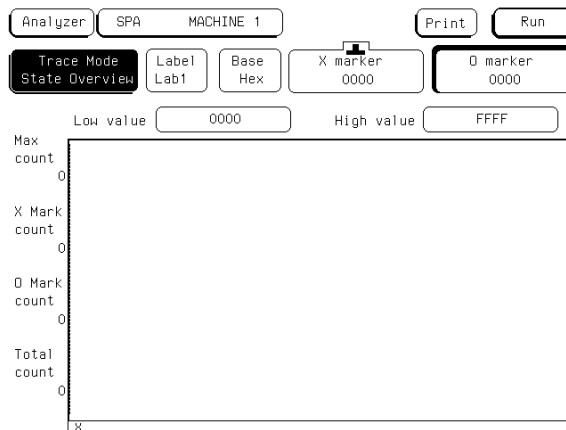 Analyzer SPA MACHINE 1 Print Run
Trace Mode Label Base X marker O marker
State Overview Lab1 Hex 0000 0000
Low value 0000 High value FFFF
Max
count
0
X Mark
count
0
O Mark
count
0
Total
count
0
X